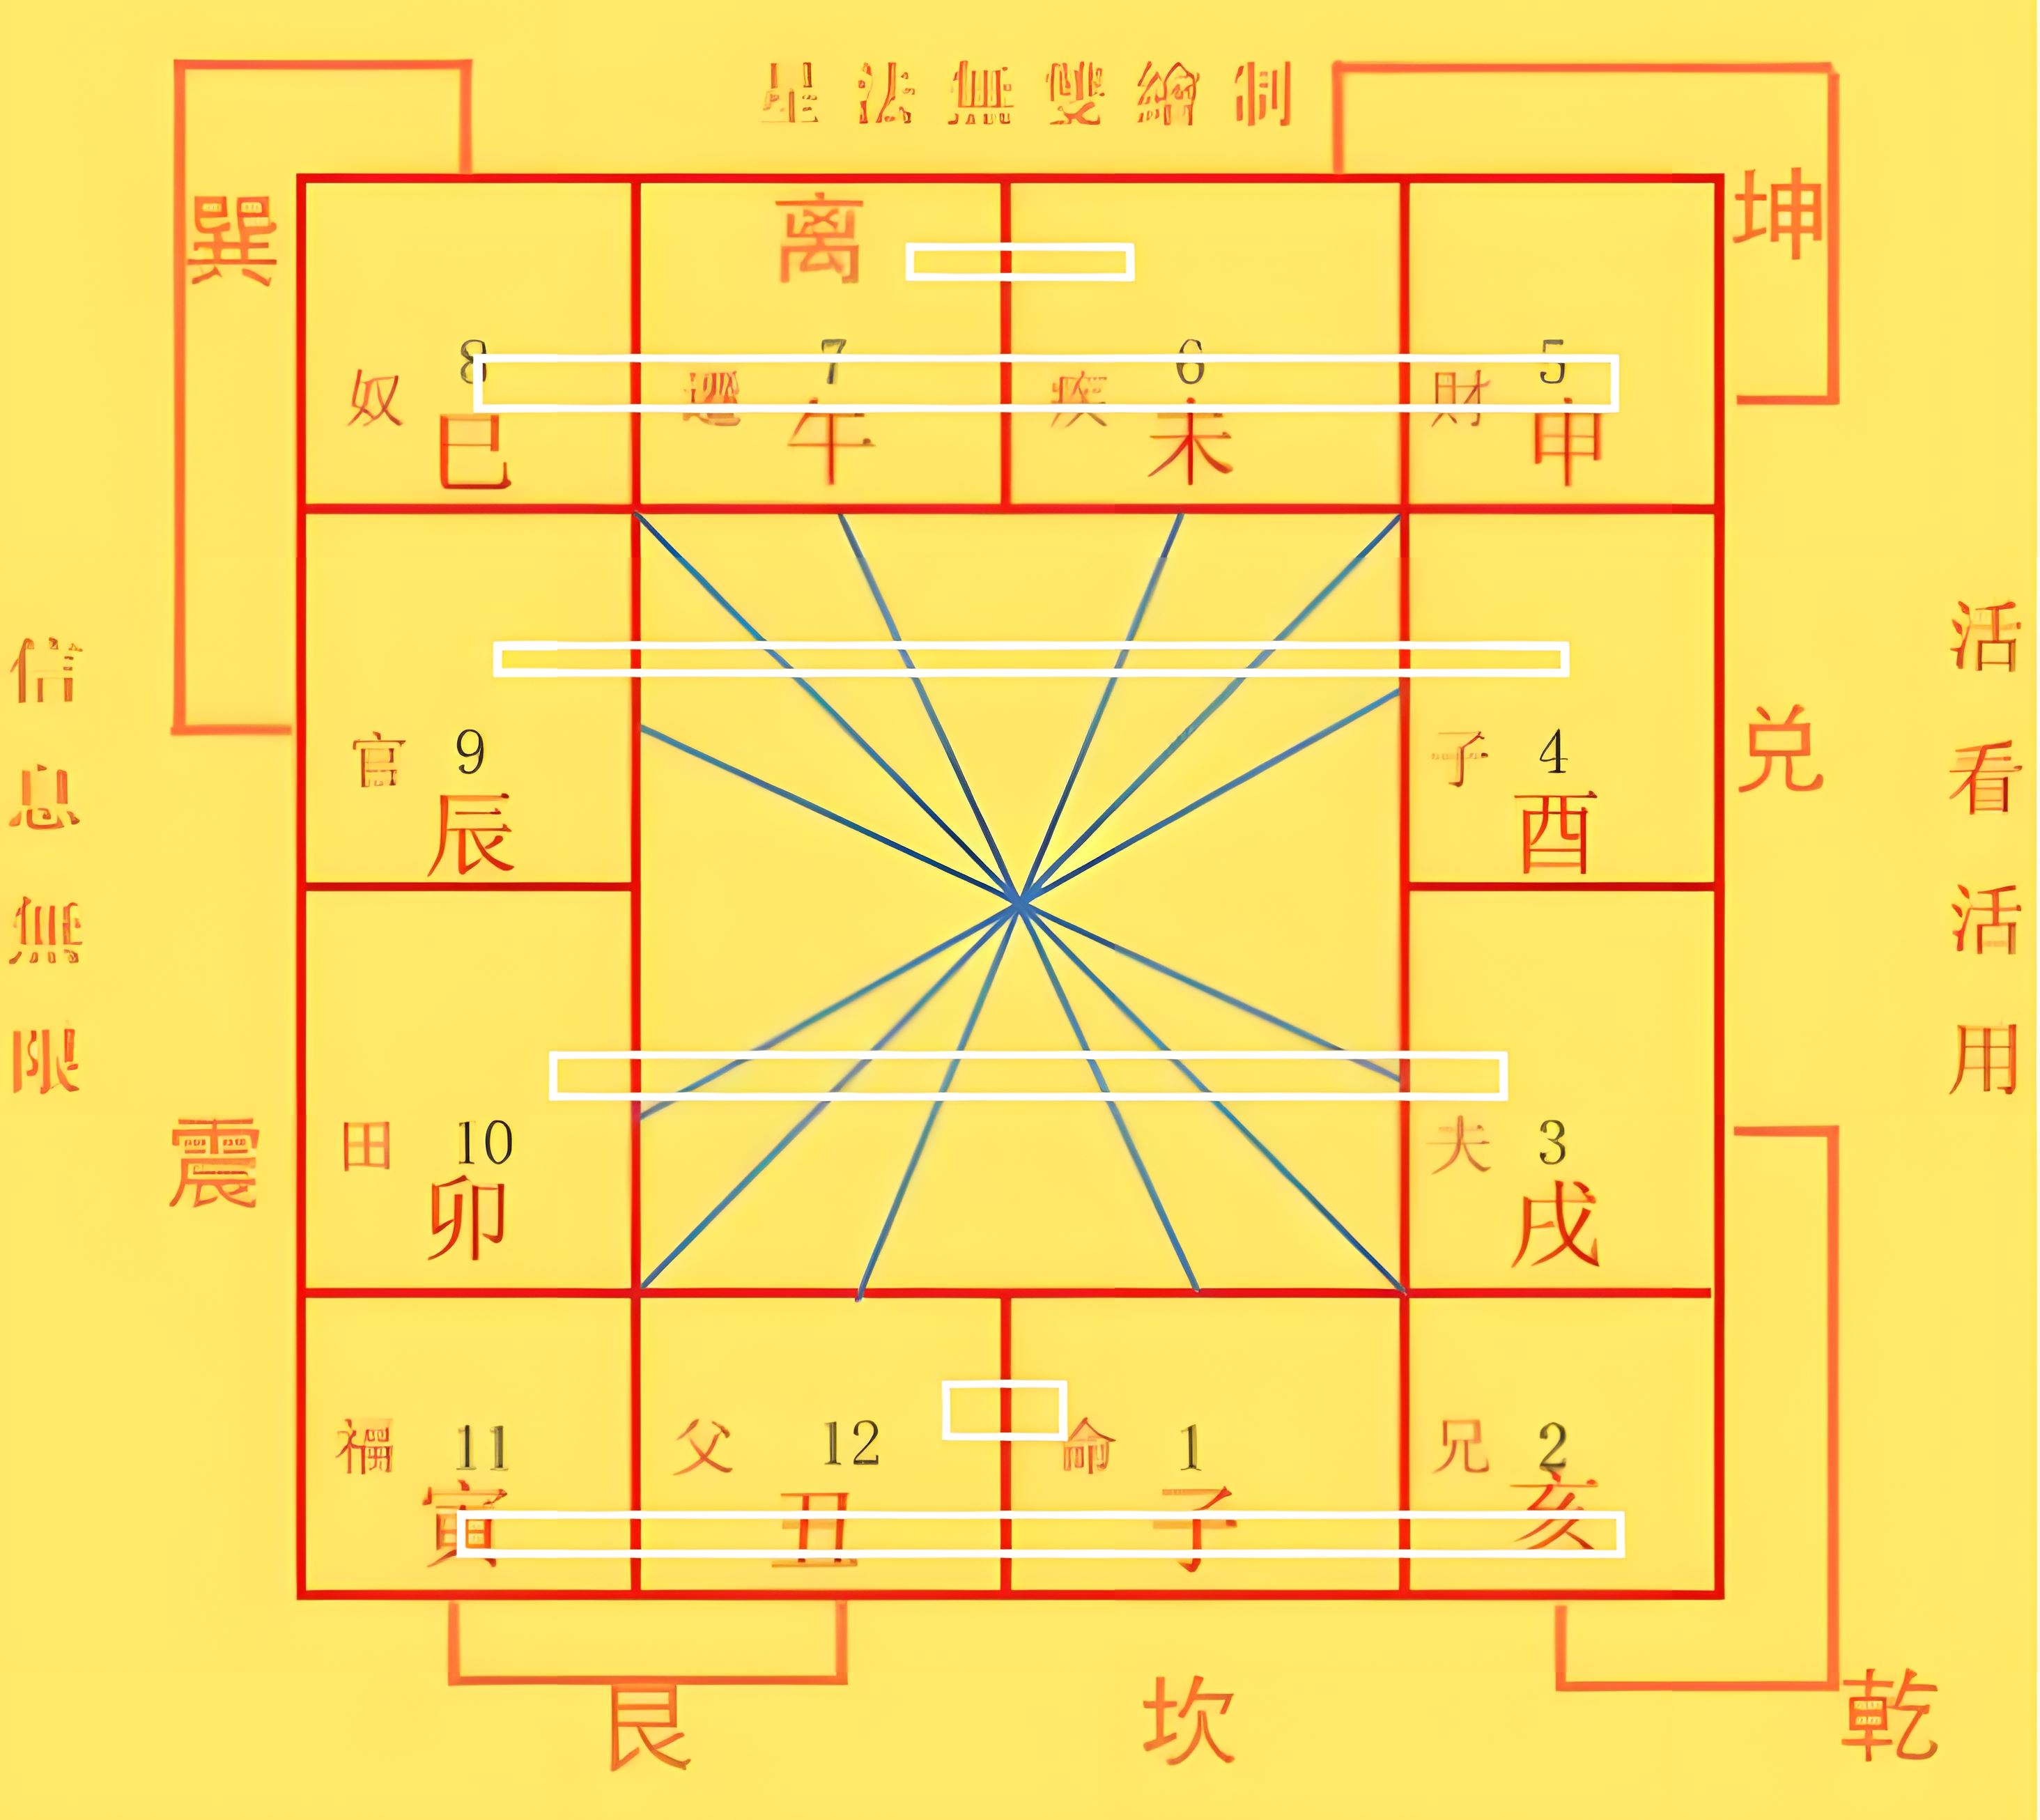 星法無雙繪制
巽 离 坤
奴 8 遷 7 疾 6 財 5
巳 午 未 申
信息無限
活看活用
官 9 子 4 兑
辰 酉
田 10 夫 3
震 卯 戌
福 11 父 12 命 1 兄 2
寅 丑 子 亥
艮 坎 乾